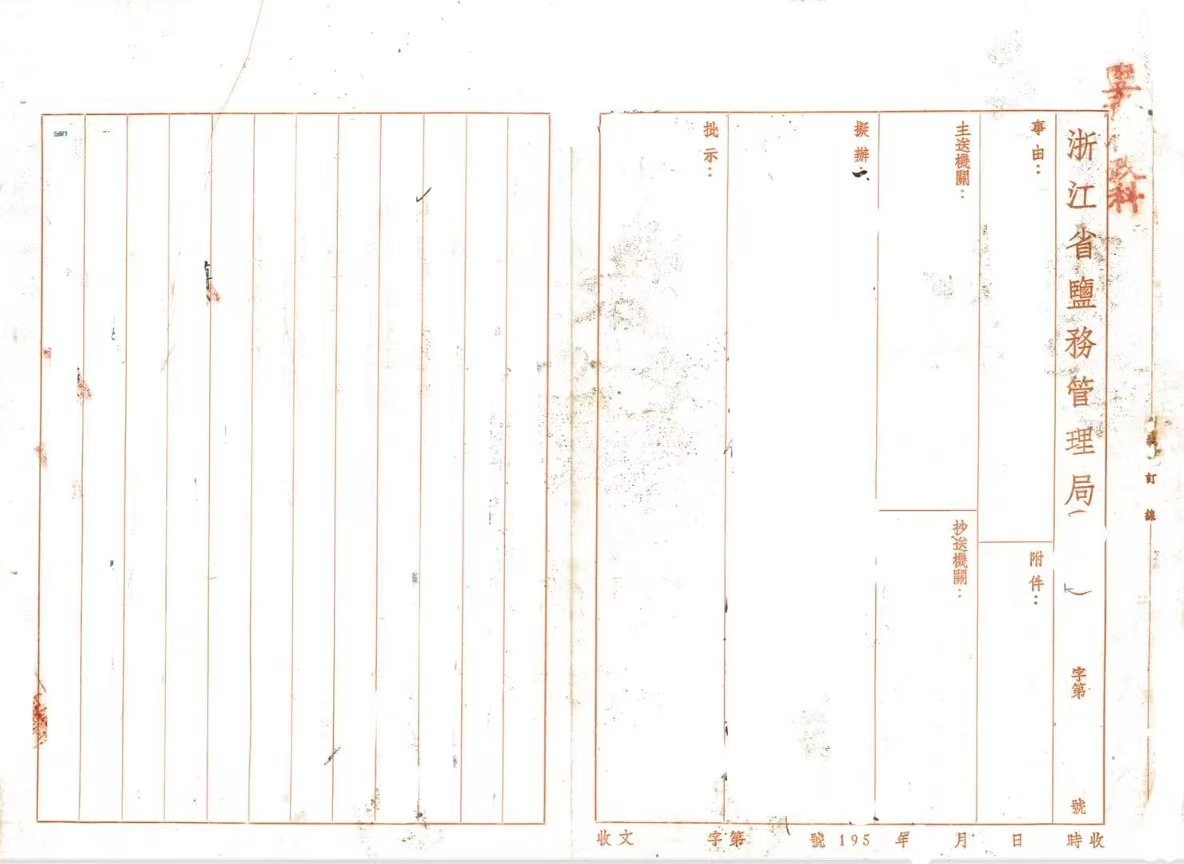 浙江省鹽務管理局
字第 號
事由：
附件：
主送機關：
抄送機關：
擬辦：
批示：
收文 字第 號 195 年 月 日 時收
政科
訂